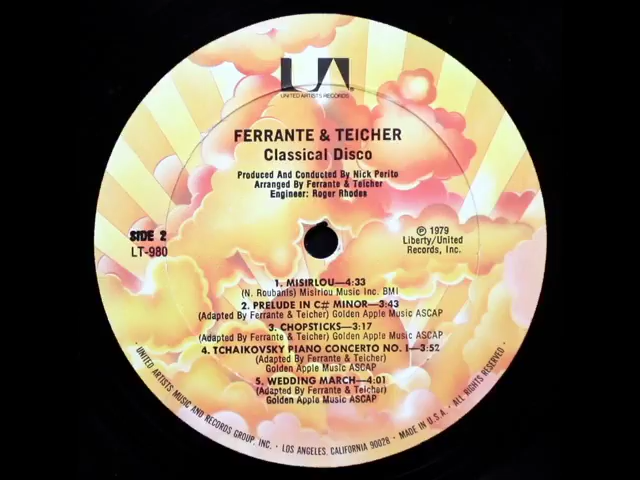 UA®
UNITED ARTISTS RECORDS
FERRANTE & TEICHER
Classical Disco
Produced And Conducted By Nick Perito
Arranged By Ferrante & Teicher
Engineer: Roger Rhodes
SIDE 2
LT-980
℗ 1979
Liberty/United
Records, Inc.
1. MISIRLOU—4:33
(N. Roubanis) Misirlou Music Inc. BMI
2. PRELUDE IN C# MINOR—3:43
(Adapted By Ferrante & Teicher) Golden Apple Music ASCAP
3. CHOPSTICKS—3:17
(Adapted By Ferrante & Teicher) Golden Apple Music ASCAP
4. TCHAIKOVSKY PIANO CONCERTO NO. 1—3:52
(Adapted By Ferrante & Teicher)
Golden Apple Music ASCAP
5. WEDDING MARCH—4:01
(Adapted By Ferrante & Teicher)
Golden Apple Music ASCAP
· UNITED ARTISTS MUSIC AND RECORDS GROUP, INC. · LOS ANGELES, CALIFORNIA 90028 · MADE IN U.S.A. · ALL RIGHTS RESERVED ·